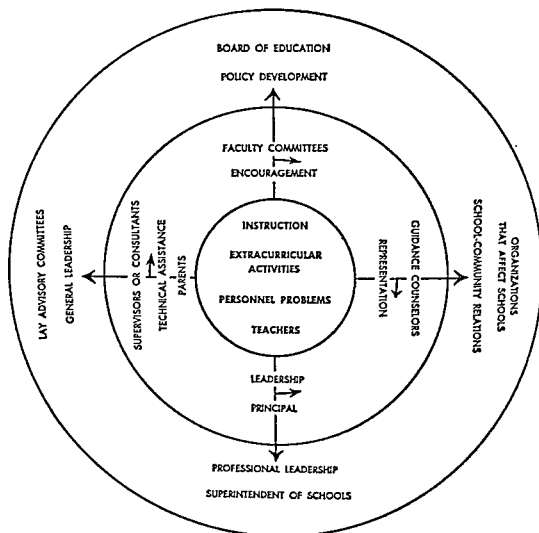 BOARD OF EDUCATION
POLICY DEVELOPMENT
FACULTY COMMITTEES
ENCOURAGEMENT
LAY ADVISORY COMMITTEES
GENERAL LEADERSHIP
SUPERVISORS OR CONSULTANTS
TECHNICAL ASSISTANCE
PARENTS
INSTRUCTION
EXTRACURRICULAR
ACTIVITIES
PERSONNEL PROBLEMS
TEACHERS
GUIDANCE COUNSELORS
REPRESENTATION
ORGANIZATIONS
THAT AFFECT SCHOOLS
SCHOOL-COMMUNITY RELATIONS
LEADERSHIP
PRINCIPAL
PROFESSIONAL LEADERSHIP
SUPERINTENDENT OF SCHOOLS